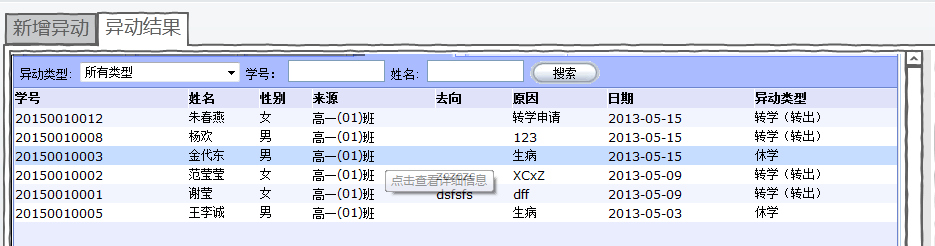 新增异动 异动结果
异动类型: 所有类型 学号: 姓名: 搜索
学号 姓名 性别 来源 去向 原因 日期 异动类型
20150010012 朱春燕 女 高一(01)班 转学申请 2013-05-15 转学（转出）
20150010008 杨欢 男 高一(01)班 123 2013-05-15 转学（转出）
20150010003 金代东 男 高一(01)班 生病 2013-05-15 休学
20150010002 范莹莹 女 高一(01)班 zczczc XCxZ 2013-05-09 转学（转出）
点击查看详细信息
20150010001 谢莹 女 高一(01)班 dsfsfs dff 2013-05-09 转学（转出）
20150010005 王李诚 男 高一(01)班 生病 2013-05-03 休学